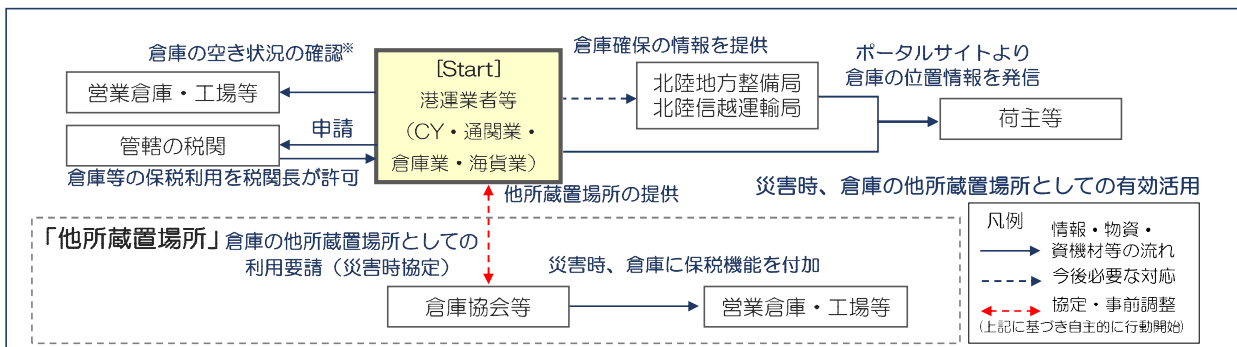 倉庫の空き状況の確認※
営業倉庫・工場等
管轄の税関
申請
倉庫等の保税利用を税関長が許可
[Start]
港運業者等
（CY・通関業・
倉庫業・海貨業）
倉庫確保の情報を提供
北陸地方整備局
北陸信越運輸局
ポータルサイトより
倉庫の位置情報を発信
荷主等
他所蔵置場所の提供
災害時、倉庫の他所蔵置場所としての有効活用
「他所蔵置場所」
倉庫の他所蔵置場所としての
利用要請（災害時協定）
倉庫協会等
災害時、倉庫に保税機能を付加
営業倉庫・工場等
凡例
情報・物資・
資機材等の流れ
今後必要な対応
協定・事前調整
(上記に基づき自主的に行動開始)